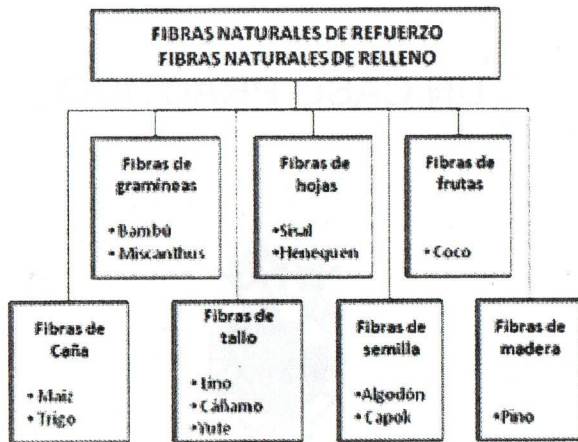 FIBRAS NATURALES DE REFUERZO
FIBRAS NATURALES DE RELLENO
Fibras de
gramíneas
•Bambú
•Miscanthus
Fibras de
hojas
•Sisal
•Henequen
Fibras de
frutas
•Coco
Fibras de
Caña
•Maiz
•Trigo
Fibras de
tallo
•Lino
•Cáñamo
•Yute
Fibras de
semilla
•Algodón
•Capok
Fibras de
madera
•Pino